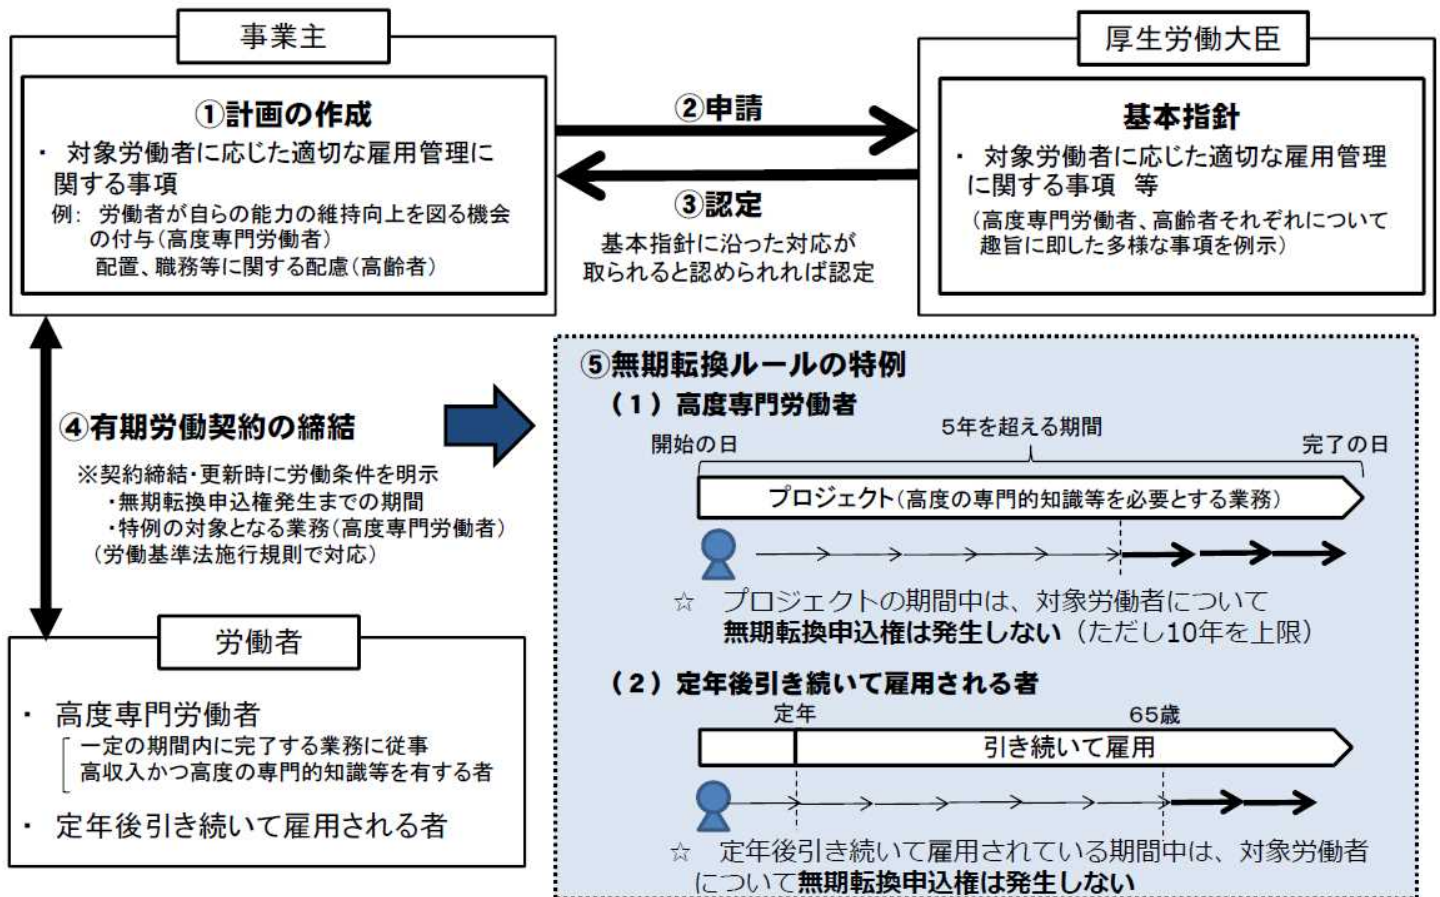 事業主
①計画の作成
・ 対象労働者に応じた適切な雇用管理に
関する事項
例： 労働者が自らの能力の維持向上を図る機会
の付与（高度専門労働者）
配置、職務等に関する配慮（高齢者）
②申請
③認定
基本指針に沿った対応が
取られると認められれば認定
厚生労働大臣
基本指針
・ 対象労働者に応じた適切な雇用管理
に関する事項 等
（高度専門労働者、高齢者それぞれについて
趣旨に即した多様な事項を例示）
④有期労働契約の締結
※契約締結・更新時に労働条件を明示
・無期転換申込権発生までの期間
・特例の対象となる業務（高度専門労働者）
（労働基準法施行規則で対応）
労働者
・ 高度専門労働者
一定の期間内に完了する業務に従事
高収入かつ高度の専門的知識等を有する者
・ 定年後引き続いて雇用される者
⑤無期転換ルールの特例
（１）高度専門労働者
5年を超える期間
開始の日
完了の日
プロジェクト（高度の専門的知識等を必要とする業務）
☆ プロジェクトの期間中は、対象労働者について
無期転換申込権は発生しない（ただし10年を上限）
（２）定年後引き続いて雇用される者
定年
65歳
引き続いて雇用
☆ 定年後引き続いて雇用されている期間中は、対象労働者
について無期転換申込権は発生しない